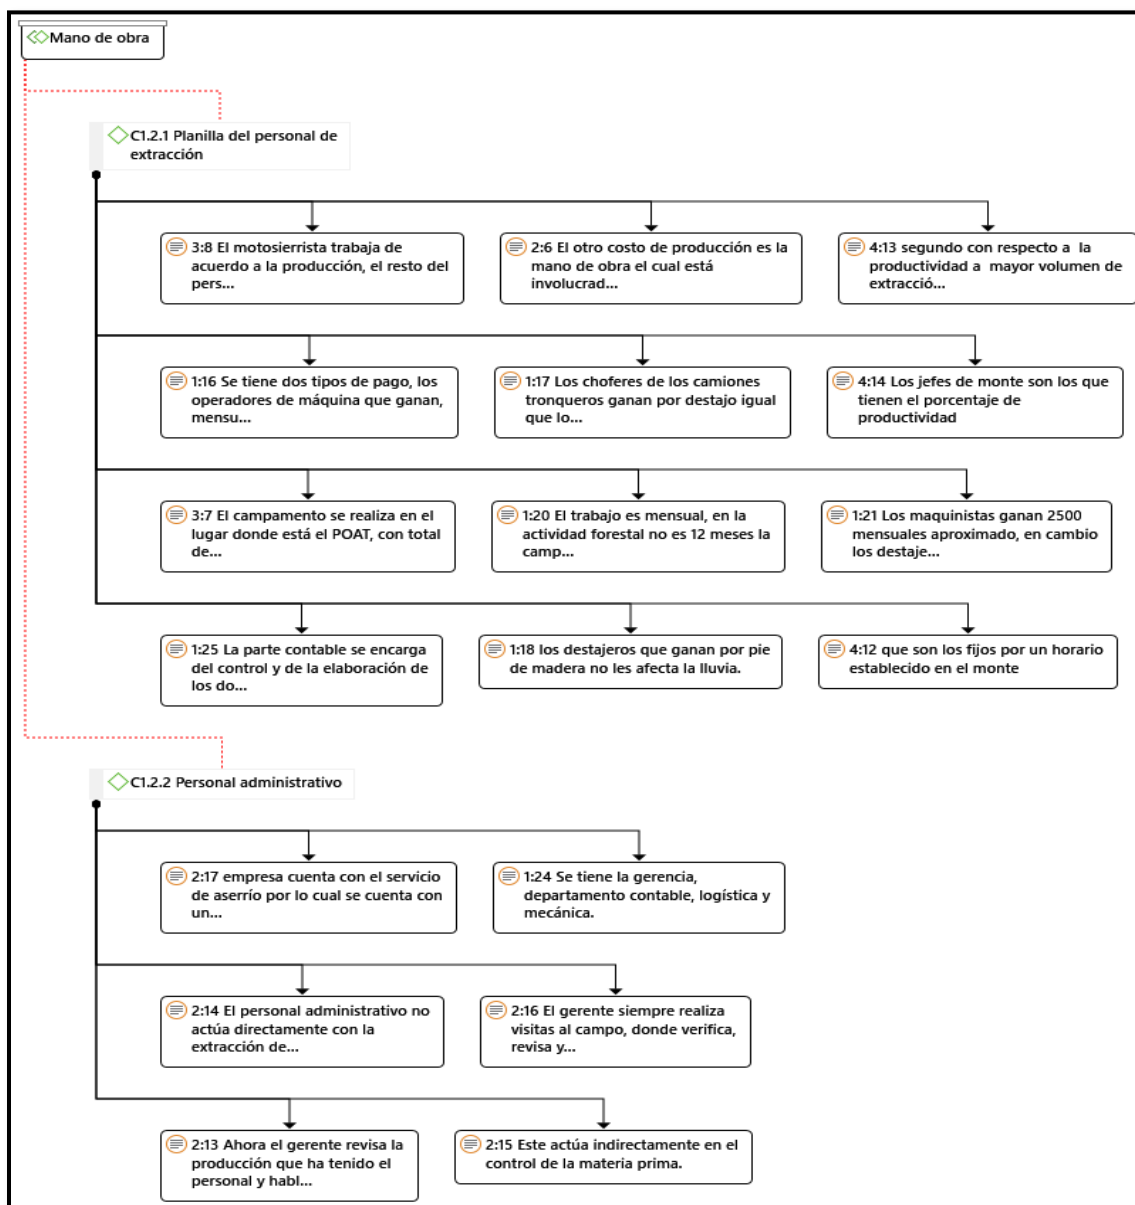 Mano de obra
C1.2.1 Planilla del personal de
extracción
3:8 El motosierrista trabaja de
acuerdo a la producción, el resto del
pers...
2:6 El otro costo de producción es la
mano de obra el cual está
involucrad...
4:13 segundo con respecto a  la
productividad a  mayor volumen de
extracció...
1:16 Se tiene dos tipos de pago, los
operadores de máquina que ganan,
mensu...
1:17 Los choferes de los camiones
tronqueros ganan por destajo igual
que lo...
4:14 Los jefes de monte son los que
tienen el porcentaje de
productividad
3:7 El campamento se realiza en el
lugar donde está el POAT, con total
de...
1:20 El trabajo es mensual, en la
actividad forestal no es 12 meses la
camp...
1:21 Los maquinistas ganan 2500
mensuales aproximado, en cambio
los destaje...
1:25 La parte contable se encarga
del control y de la elaboración de
los do...
1:18 los destajeros que ganan por pie
de madera no les afecta la lluvia.
4:12 que son los fijos por un horario
establecido en el monte
C1.2.2 Personal administrativo
2:17 empresa cuenta con el servicio
de aserrío por lo cual se cuenta con
un...
1:24 Se tiene la gerencia,
departamento contable, logística y
mecánica.
2:14 El personal administrativo no
actúa directamente con la
extracción de...
2:16 El gerente siempre realiza
visitas al campo, donde verifica,
revisa y...
2:13 Ahora el gerente revisa la
producción que ha tenido el
personal y habl...
2:15 Este actúa indirectamente en el
control de la materia prima.